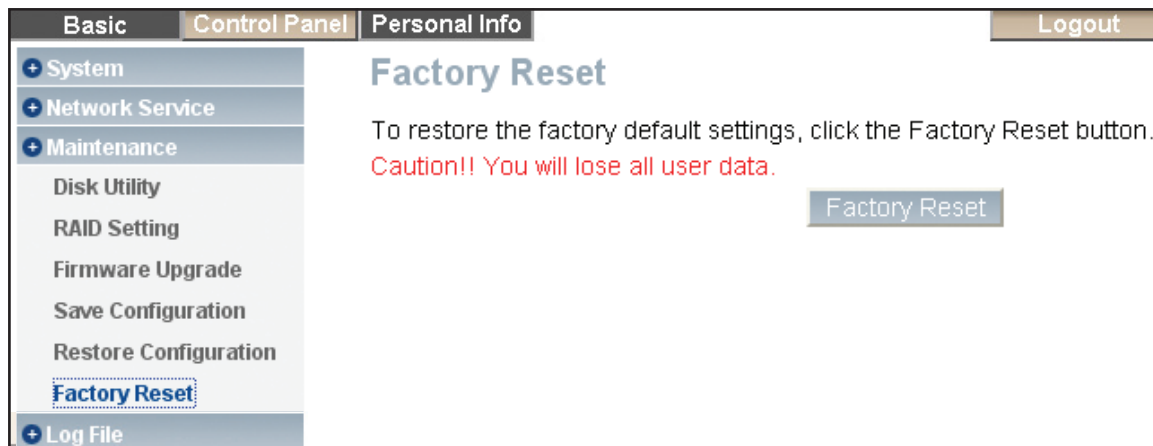 Basic
Control Panel
Personal Info
Logout
System
Network Service
Maintenance
Disk Utility
RAID Setting
Firmware Upgrade
Save Configuration
Restore Configuration
Factory Reset
Log File
Factory Reset
To restore the factory default settings, click the Factory Reset button.
Caution!! You will lose all user data.
Factory Reset